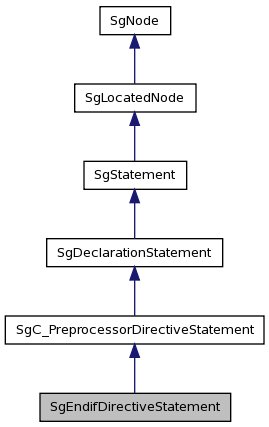 SgNode
SgLocatedNode
SgStatement
SgDeclarationStatement
SgC_PreprocessorDirectiveStatement
SgEndifDirectiveStatement